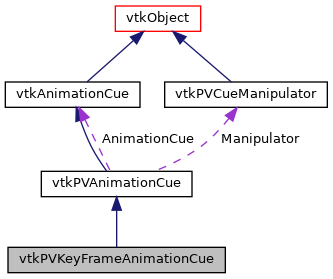 vtkObject
vtkAnimationCue
vtkPVCueManipulator
AnimationCue
Manipulator
vtkPVAnimationCue
vtkPVKeyFrameAnimationCue